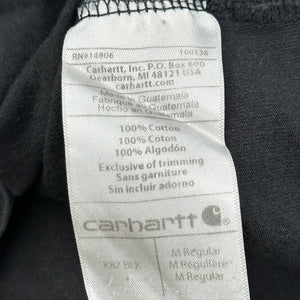 RN#14806 100136
Carhartt, Inc. P.O. Box 600
Dearborn, MI 48121 USA
carhartt.com
Made in Guatemala
Fabriqué en Guatemala
Hecho en Guatemala
100% Cotton
100% Coton
100% Algodón
Exclusive of trimming
Sans garniture
Sin incluir adorno
carhartt
K87 BLK
M Regular
M Régulière
M Regular